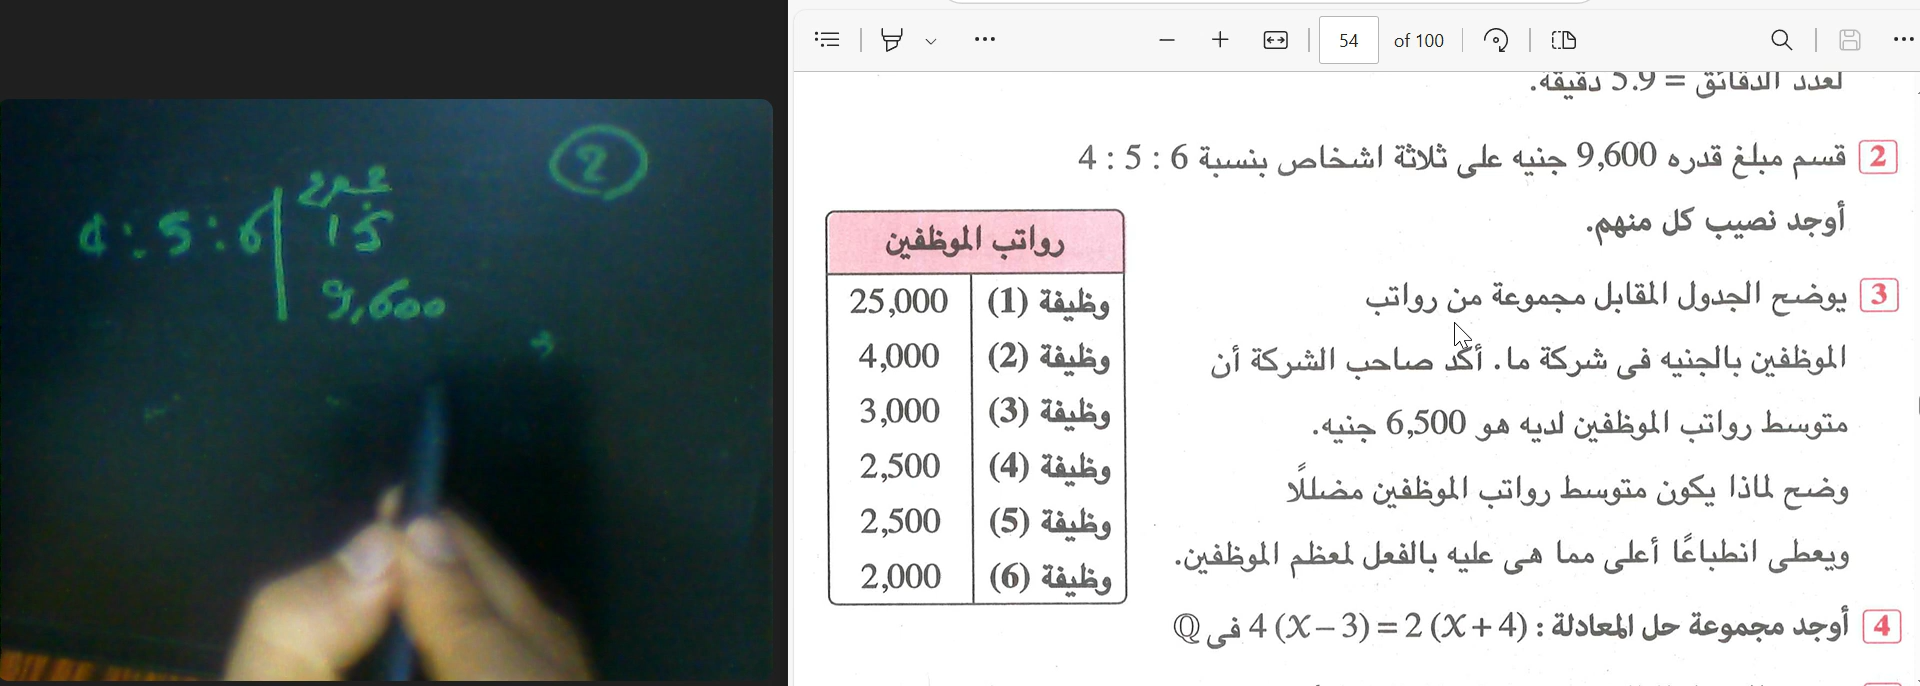 2
مجـ
4 : 5 : 6 | 15
9,600
54 of 100
لعدد الدقائق = 5.9 دقيقة.
2 قسم مبلغ قدره 9,600 جنيه على ثلاثة اشخاص بنسبة 6 : 5 : 4
أوجد نصيب كل منهم.
3 يوضح الجدول المقابل مجموعة من رواتب
الموظفين بالجنيه فى شركة ما. أكد صاحب الشركة أن
متوسط رواتب الموظفين لديه هو 6,500 جنيه.
وضح لماذا يكون متوسط رواتب الموظفين مضللًا
ويعطى انطباعًا أعلى مما هى عليه بالفعل لمعظم الموظفين.
رواتب الموظفين
وظيفة (1) 25,000
وظيفة (2) 4,000
وظيفة (3) 3,000
وظيفة (4) 2,500
وظيفة (5) 2,500
وظيفة (6) 2,000
4 أوجد مجموعة حل المعادلة : 4 (X – 3) = 2 (X + 4) فى ℚ